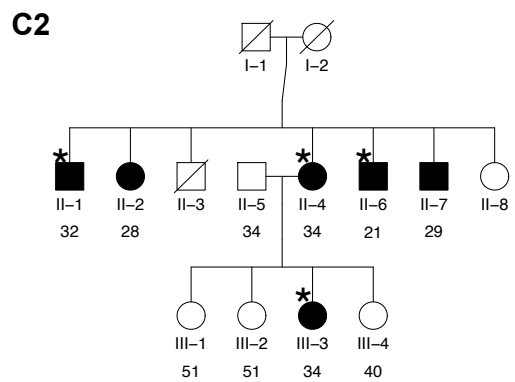 C2
I–1 I–2
* * *
II–1 II–2 II–3 II–5 II–4 II–6 II–7 II–8
32 28 34 34 21 29
*
III–1 III–2 III–3 III–4
51 51 34 40